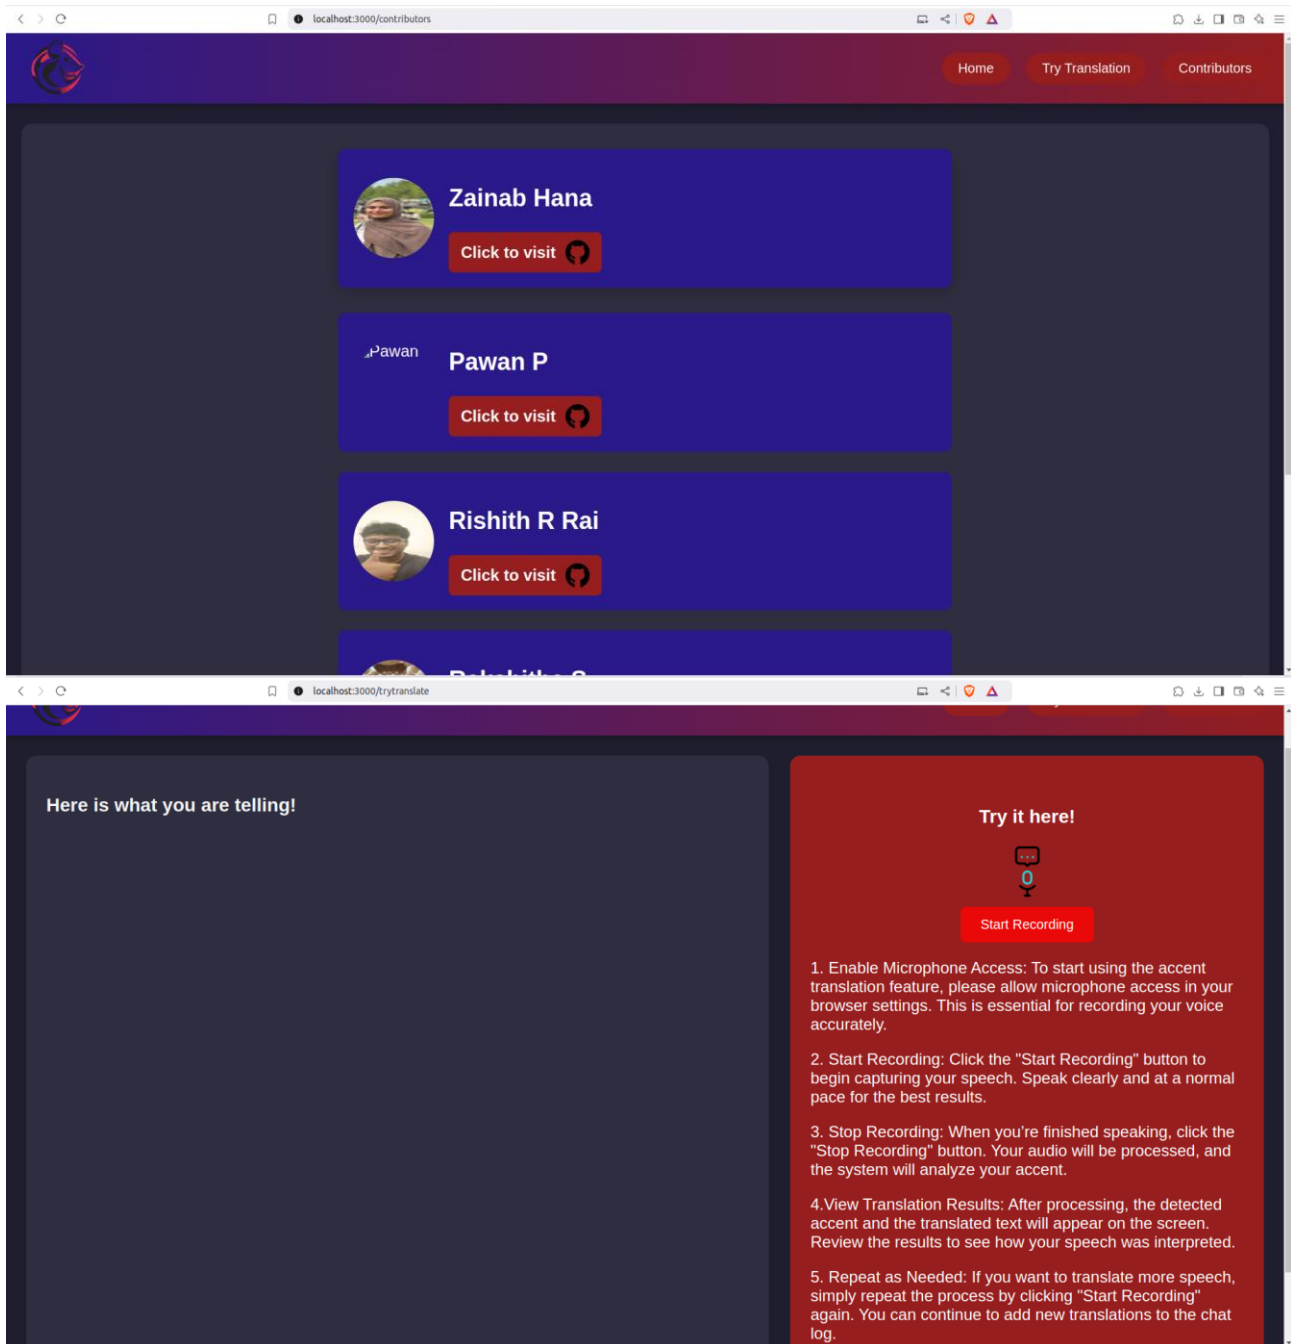 localhost:3000/contributors
Home
Try Translation
Contributors
Zainab Hana
Click to visit
Pawan
Pawan P
Click to visit
Rishith R Rai
Click to visit
localhost:3000/trytranslate
Here is what you are telling!
Try it here!
Start Recording
1. Enable Microphone Access: To start using the accent
translation feature, please allow microphone access in your
browser settings. This is essential for recording your voice
accurately.
2. Start Recording: Click the "Start Recording" button to
begin capturing your speech. Speak clearly and at a normal
pace for the best results.
3. Stop Recording: When you're finished speaking, click the
"Stop Recording" button. Your audio will be processed, and
the system will analyze your accent.
4.View Translation Results: After processing, the detected
accent and the translated text will appear on the screen.
Review the results to see how your speech was interpreted.
5. Repeat as Needed: If you want to translate more speech,
simply repeat the process by clicking "Start Recording"
again. You can continue to add new translations to the chat
log.